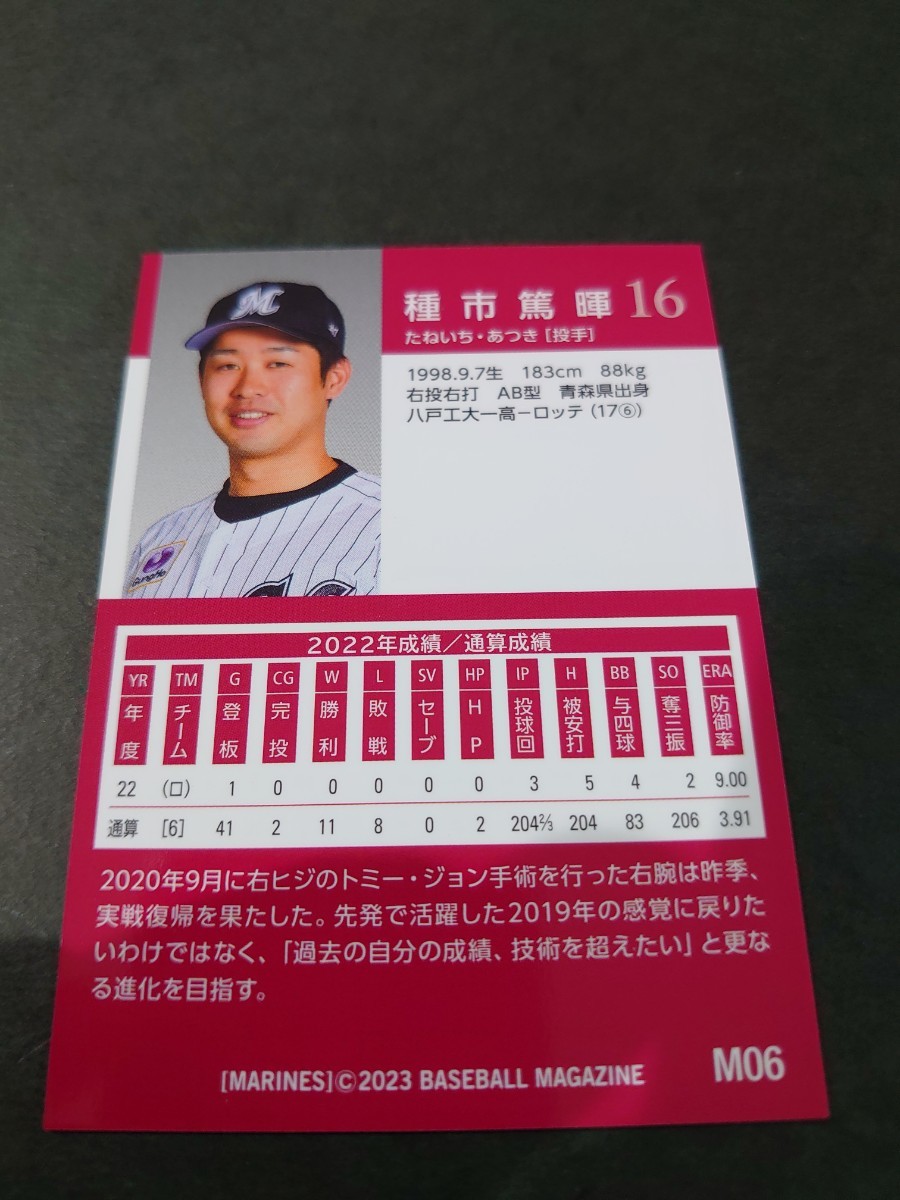 M
種市篤暉 16
たねいち・あつき [投手]
1998.9.7生 183cm 88kg
右投右打 AB型 青森県出身
八戸工大一高－ロッテ (17⑥)
GungHo
2022年成績／通算成績
YR TM G CG W L SV HP IP H BB SO ERA
年度 チーム 登板 完投 勝利 敗戦 セーブ HP 投球回 被安打 与四球 奪三振 防御率
22 (ロ) 1 0 0 0 0 0 3 5 4 2 9.00
通算 [6] 41 2 11 8 0 2 204⅔ 204 83 206 3.91
2020年9月に右ヒジのトミー・ジョン手術を行った右腕は昨季、
実戦復帰を果たした。先発で活躍した2019年の感覚に戻りた
いわけではなく、「過去の自分の成績、技術を超えたい」と更な
る進化を目指す。
[MARINES]©2023 BASEBALL MAGAZINE M06